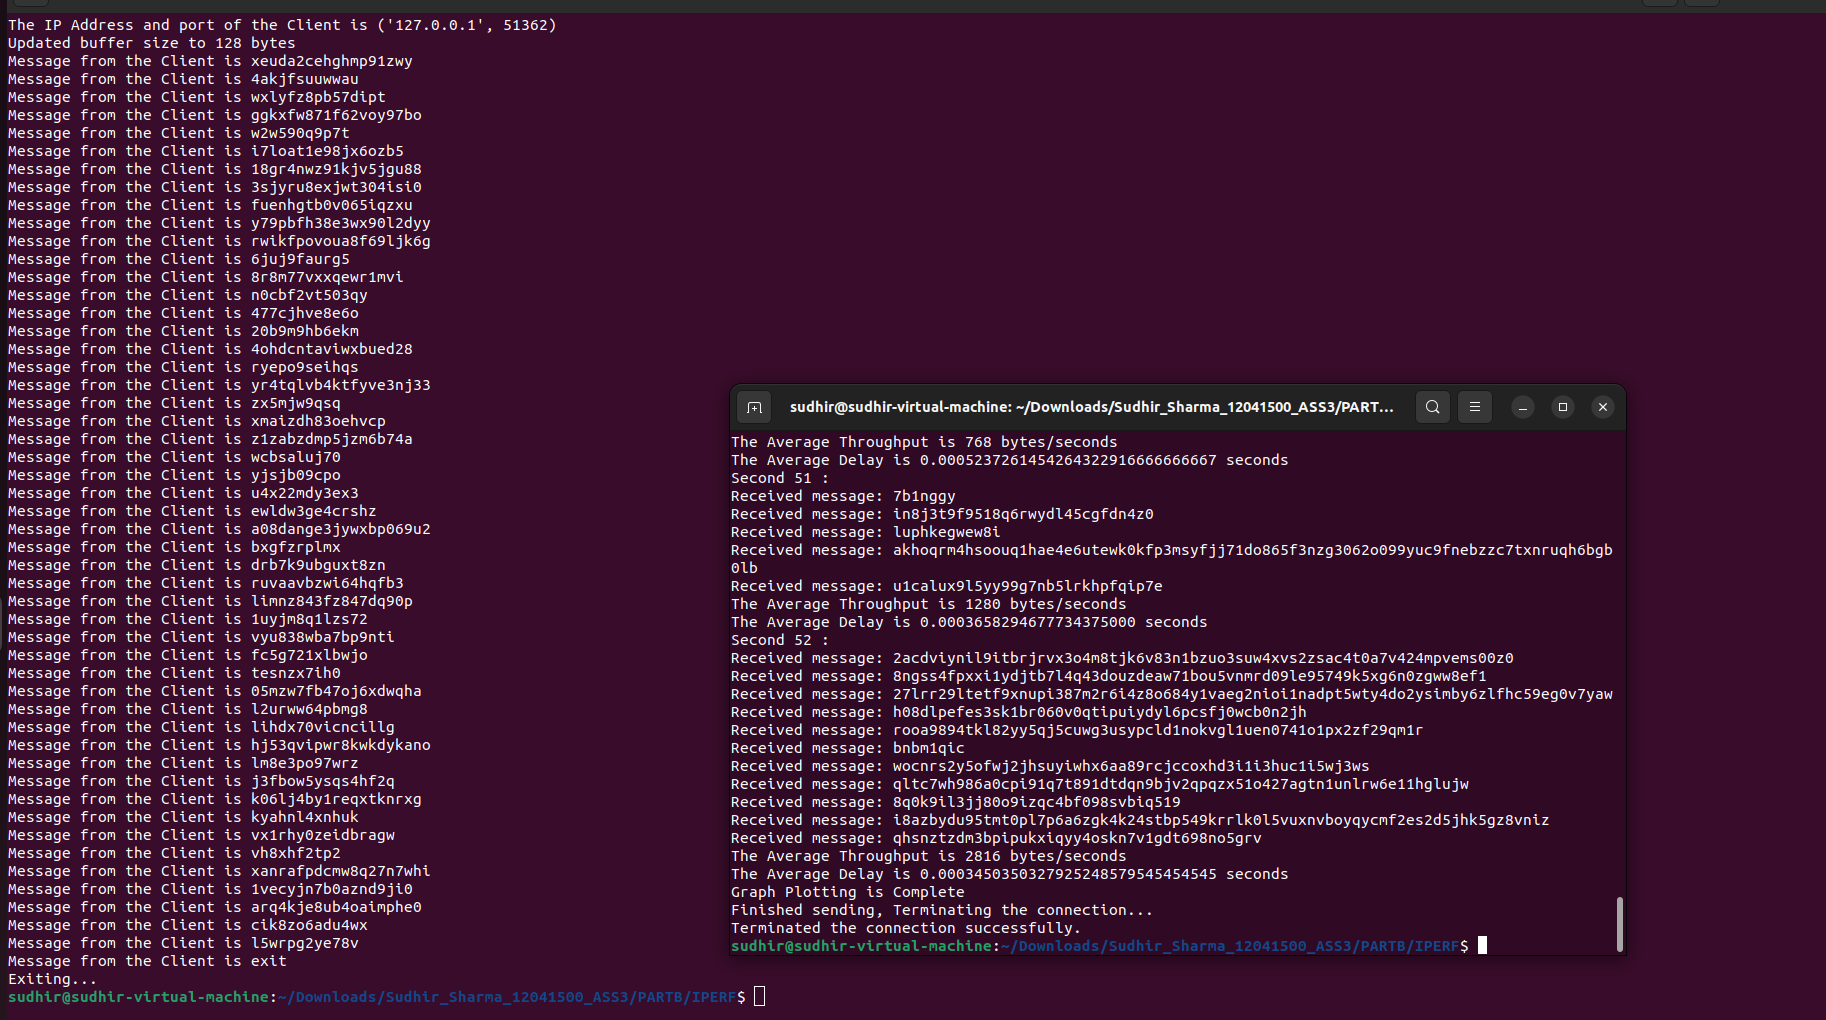 The IP Address and port of the Client is ('127.0.0.1', 51362)
Updated buffer size to 128 bytes
Message from the Client is xeuda2cehghmp91zwy
Message from the Client is 4akjfsuuwwau
Message from the Client is wxlyfz8pb57dipt
Message from the Client is ggkxfw871f62voy97bo
Message from the Client is w2w590q9p7t
Message from the Client is i7loat1e98jx6ozb5
Message from the Client is 18gr4nwz91kjv5jgu88
Message from the Client is 3sjyru8exjwt304isi0
Message from the Client is fuenhgtb0v065iqzxu
Message from the Client is y79pbfh38e3wx90l2dyy
Message from the Client is rwikfpovoua8f69ljk6g
Message from the Client is 6juj9faurg5
Message from the Client is 8r8m77vxxqewr1mvi
Message from the Client is n0cbf2vt503qy
Message from the Client is 477cjhve8e6o
Message from the Client is 20b9m9hb6ekm
Message from the Client is 4ohdcntaviwxbued28
Message from the Client is ryepo9seihqs
Message from the Client is yr4tqlvb4ktfyve3nj33
Message from the Client is zx5mjw9qsq
Message from the Client is xmaizdh83oehvcp
Message from the Client is z1zabzdmp5jzm6b74a
Message from the Client is wcbsaluj70
Message from the Client is yjsjb09cpo
Message from the Client is u4x22mdy3ex3
Message from the Client is ewldw3ge4crshz
Message from the Client is a08dange3jywxbp069u2
Message from the Client is bxgfzrplmx
Message from the Client is drb7k9ubguxt8zn
Message from the Client is ruvaavbzwi64hqfb3
Message from the Client is limnz843fz847dq90p
Message from the Client is 1uyjm8q1lzs72
Message from the Client is vyu838wba7bp9nti
Message from the Client is fc5g721xlbwjo
Message from the Client is tesnzx7ih0
Message from the Client is 05mzw7fb47oj6xdwqha
Message from the Client is l2urww64pbmg8
Message from the Client is lihdx70vicncillg
Message from the Client is hj53qvipwr8kwkdykano
Message from the Client is lm8e3po97wrz
Message from the Client is j3fbow5ysqs4hf2q
Message from the Client is k06lj4by1reqxtknrxg
Message from the Client is kyahnl4xnhuk
Message from the Client is vx1rhy0zeidbragw
Message from the Client is vh8xhf2tp2
Message from the Client is xanrafpdcmw8q27n7whi
Message from the Client is 1vecyjn7b0aznd9ji0
Message from the Client is arq4kje8ub4oaimphe0
Message from the Client is cik8zo6adu4wx
Message from the Client is l5wrpg2ye78v
Message from the Client is exit
Exiting...
sudhir@sudhir-virtual-machine:~/Downloads/Sudhir_Sharma_12041500_ASS3/PARTB/IPERF$
sudhir@sudhir-virtual-machine: ~/Downloads/Sudhir_Sharma_12041500_ASS3/PART...
The Average Throughput is 768 bytes/seconds
The Average Delay is 0.0005237261454264322916666666667 seconds
Second 51 :
Received message: 7b1nggy
Received message: in8j3t9f9518q6rwydl45cgfdn4z0
Received message: luphkegwew8i
Received message: akhoqrm4hsoouq1hae4e6utewk0kfp3msyfjj71do865f3nzg3062o099yuc9fnebzzc7txnruqh6bgb
0lb
Received message: u1calux9l5yy99g7nb5lrkhpfqip7e
The Average Throughput is 1280 bytes/seconds
The Average Delay is 0.0003658294677734375000 seconds
Second 52 :
Received message: 2acdviynil9itbrjrvx3o4m8tjk6v83n1bzuo3suw4xvs2zsac4t0a7v424mpvems00z0
Received message: 8ngss4fpxxi1ydjtb7l4q43douzdeaw71bou5vnmrd09le95749k5xg6n0zgww8ef1
Received message: 27lrr29ltetf9xnupi387m2r6i4z8o684y1vaeg2nioi1nadpt5wty4do2ysimby6zlfhc59eg0v7yaw
Received message: h08dlpefes3sk1br060v0qtipuiydyl6pcsfj0wcb0n2jh
Received message: rooa9894tkl82yy5qj5cuwg3usypcld1nokvgl1uen0741o1px2zf29qm1r
Received message: bnbm1qic
Received message: wocnrs2y5ofwj2jhsuyiwhx6aa89rcjccoxhd3i1i3huc1i5wj3ws
Received message: qltc7wh986a0cpi91q7t891dtdqn9bjv2qpqzx51o427agtn1unlrw6e11hglujw
Received message: 8q0k9il3jj80o9izqc4bf098svbiq519
Received message: i8azbydu95tmt0pl7p6a6zgk4k24stbp549krrlk0l5vuxnvboyqycmf2es2d5jhk5gz8vniz
Received message: qhsnztzdm3bpipukxiqyy4oskn7v1gdt698no5grv
The Average Throughput is 2816 bytes/seconds
The Average Delay is 0.0003450350327925248579545454545 seconds
Graph Plotting is Complete
Finished sending, Terminating the connection...
Terminated the connection successfully.
sudhir@sudhir-virtual-machine:~/Downloads/Sudhir_Sharma_12041500_ASS3/PARTB/IPERF$